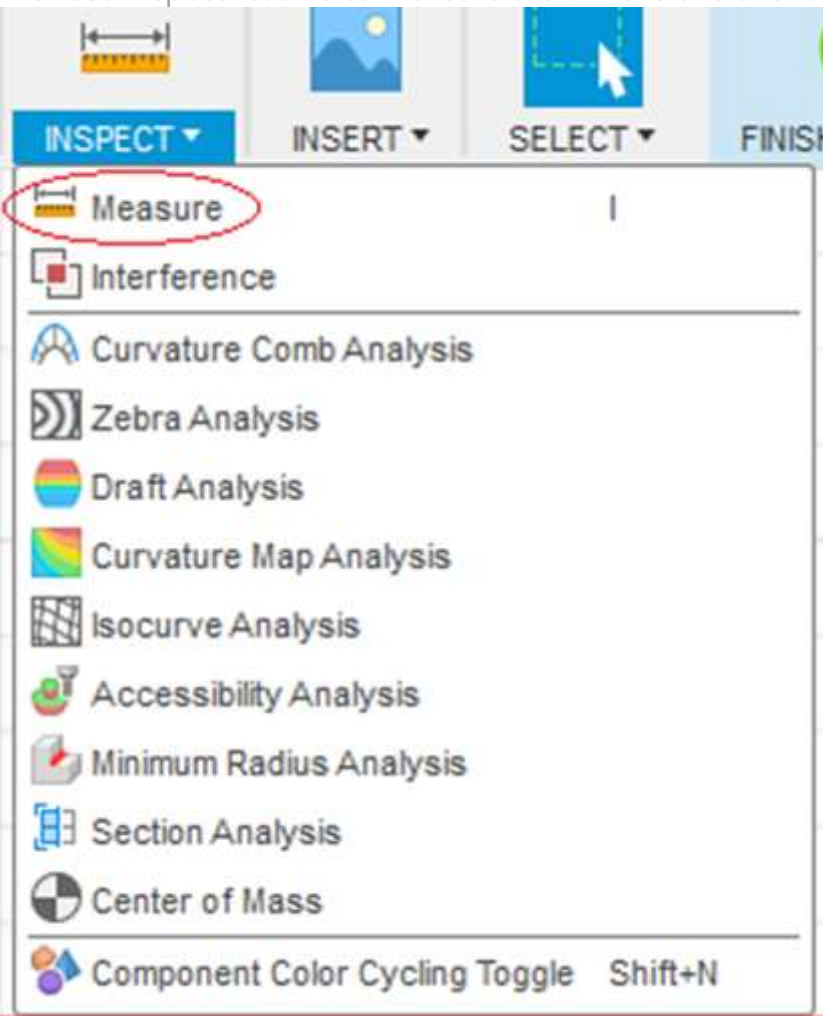 INSPECT INSERT SELECT FINISH
Measure I
Interference
Curvature Comb Analysis
Zebra Analysis
Draft Analysis
Curvature Map Analysis
Isocurve Analysis
Accessibility Analysis
Minimum Radius Analysis
Section Analysis
Center of Mass
Component Color Cycling Toggle Shift+N